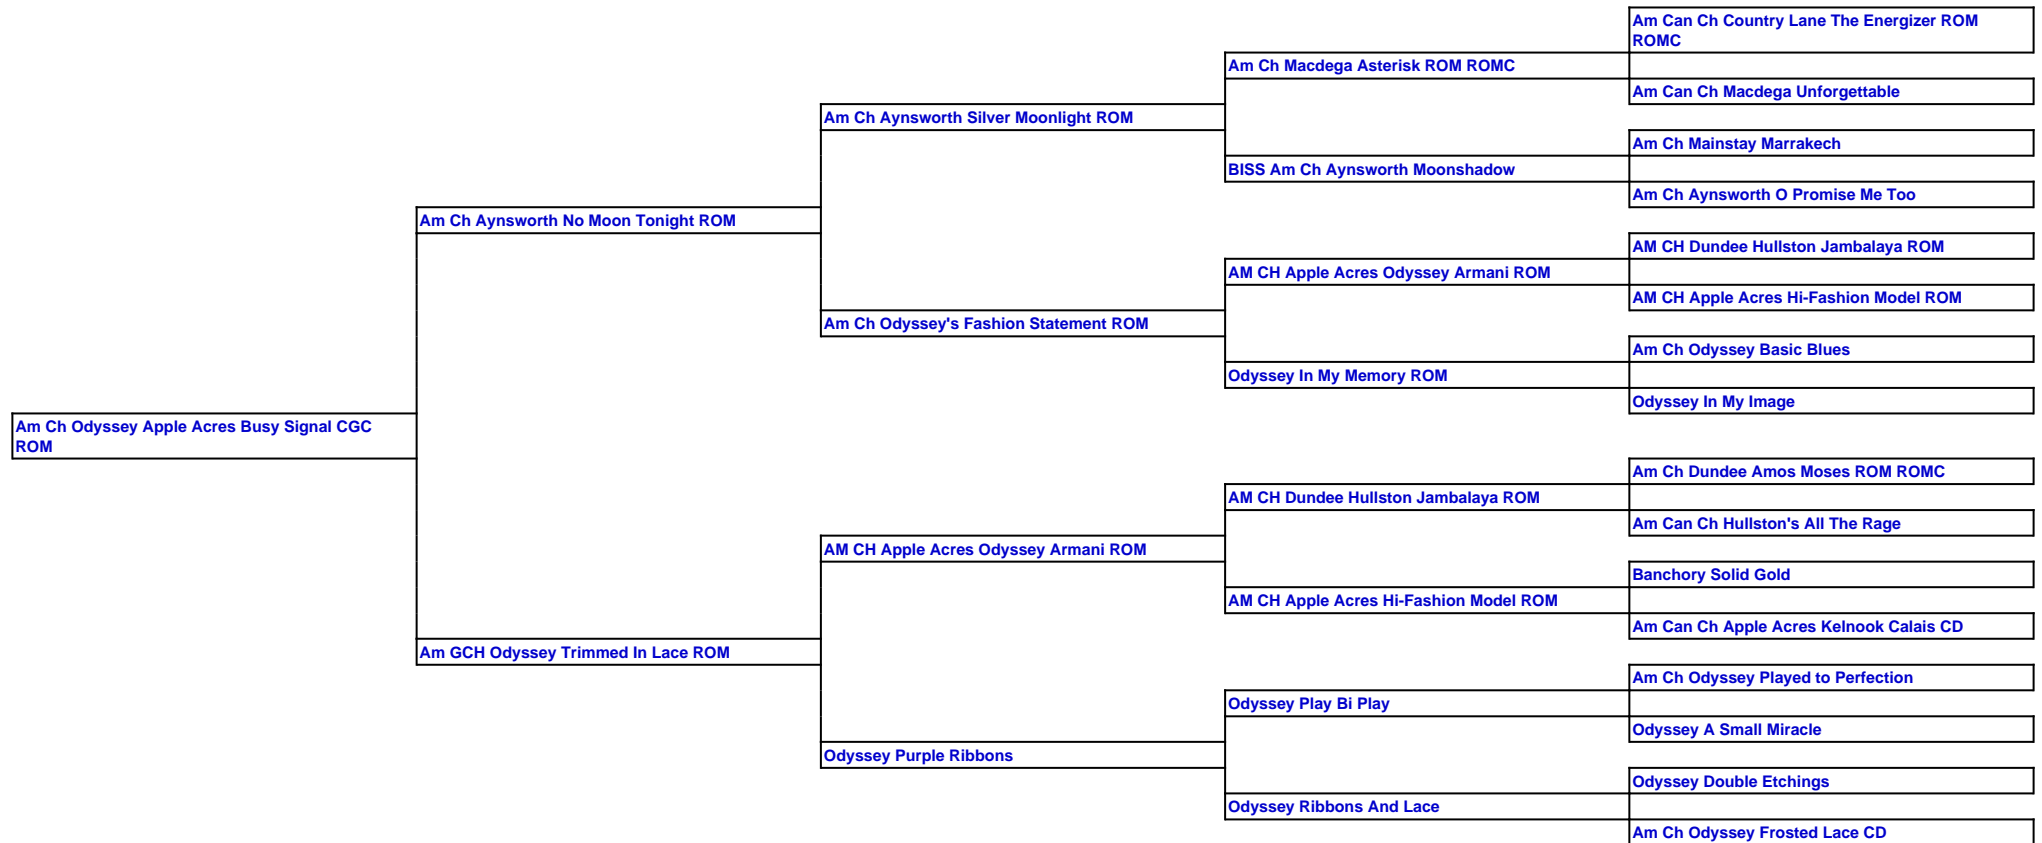 Am Can Ch Country Lane The Energizer ROM
ROMC
Am Ch Macdega Asterisk ROM ROMC
Am Can Ch Macdega Unforgettable
Am Ch Aynsworth Silver Moonlight ROM
Am Ch Mainstay Marrakech
BISS Am Ch Aynsworth Moonshadow
Am Ch Aynsworth O Promise Me Too
Am Ch Aynsworth No Moon Tonight ROM
AM CH Dundee Hullston Jambalaya ROM
AM CH Apple Acres Odyssey Armani ROM
AM CH Apple Acres Hi-Fashion Model ROM
Am Ch Odyssey's Fashion Statement ROM
Am Ch Odyssey Basic Blues
Odyssey In My Memory ROM
Odyssey In My Image
Am Ch Odyssey Apple Acres Busy Signal CGC
ROM
Am Ch Dundee Amos Moses ROM ROMC
AM CH Dundee Hullston Jambalaya ROM
Am Can Ch Hullston's All The Rage
AM CH Apple Acres Odyssey Armani ROM
Banchory Solid Gold
AM CH Apple Acres Hi-Fashion Model ROM
Am Can Ch Apple Acres Kelnook Calais CD
Am GCH Odyssey Trimmed In Lace ROM
Am Ch Odyssey Played to Perfection
Odyssey Play Bi Play
Odyssey A Small Miracle
Odyssey Purple Ribbons
Odyssey Double Etchings
Odyssey Ribbons And Lace
Am Ch Odyssey Frosted Lace CD